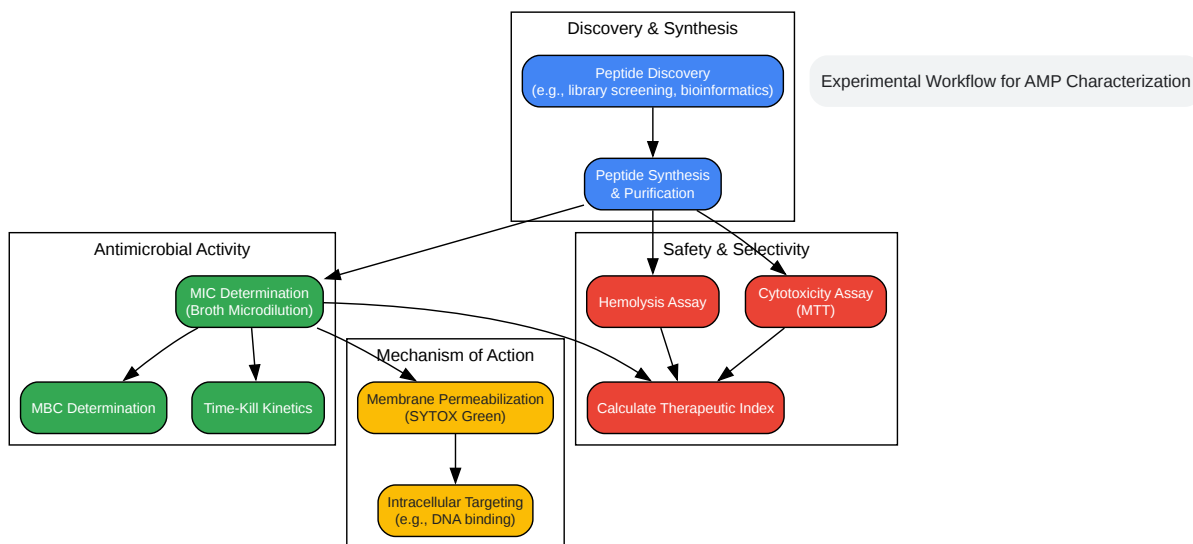 Discovery & Synthesis
Peptide Discovery
(e.g., library screening, bioinformatics)
Experimental Workflow for AMP Characterization
Peptide Synthesis
& Purification
Antimicrobial Activity
MIC Determination
(Broth Microdilution)
MBC Determination
Time-Kill Kinetics
Mechanism of Action
Membrane Permeabilization
(SYTOX Green)
Intracellular Targeting
(e.g., DNA binding)
Safety & Selectivity
Hemolysis Assay
Cytotoxicity Assay
(MTT)
Calculate Therapeutic Index